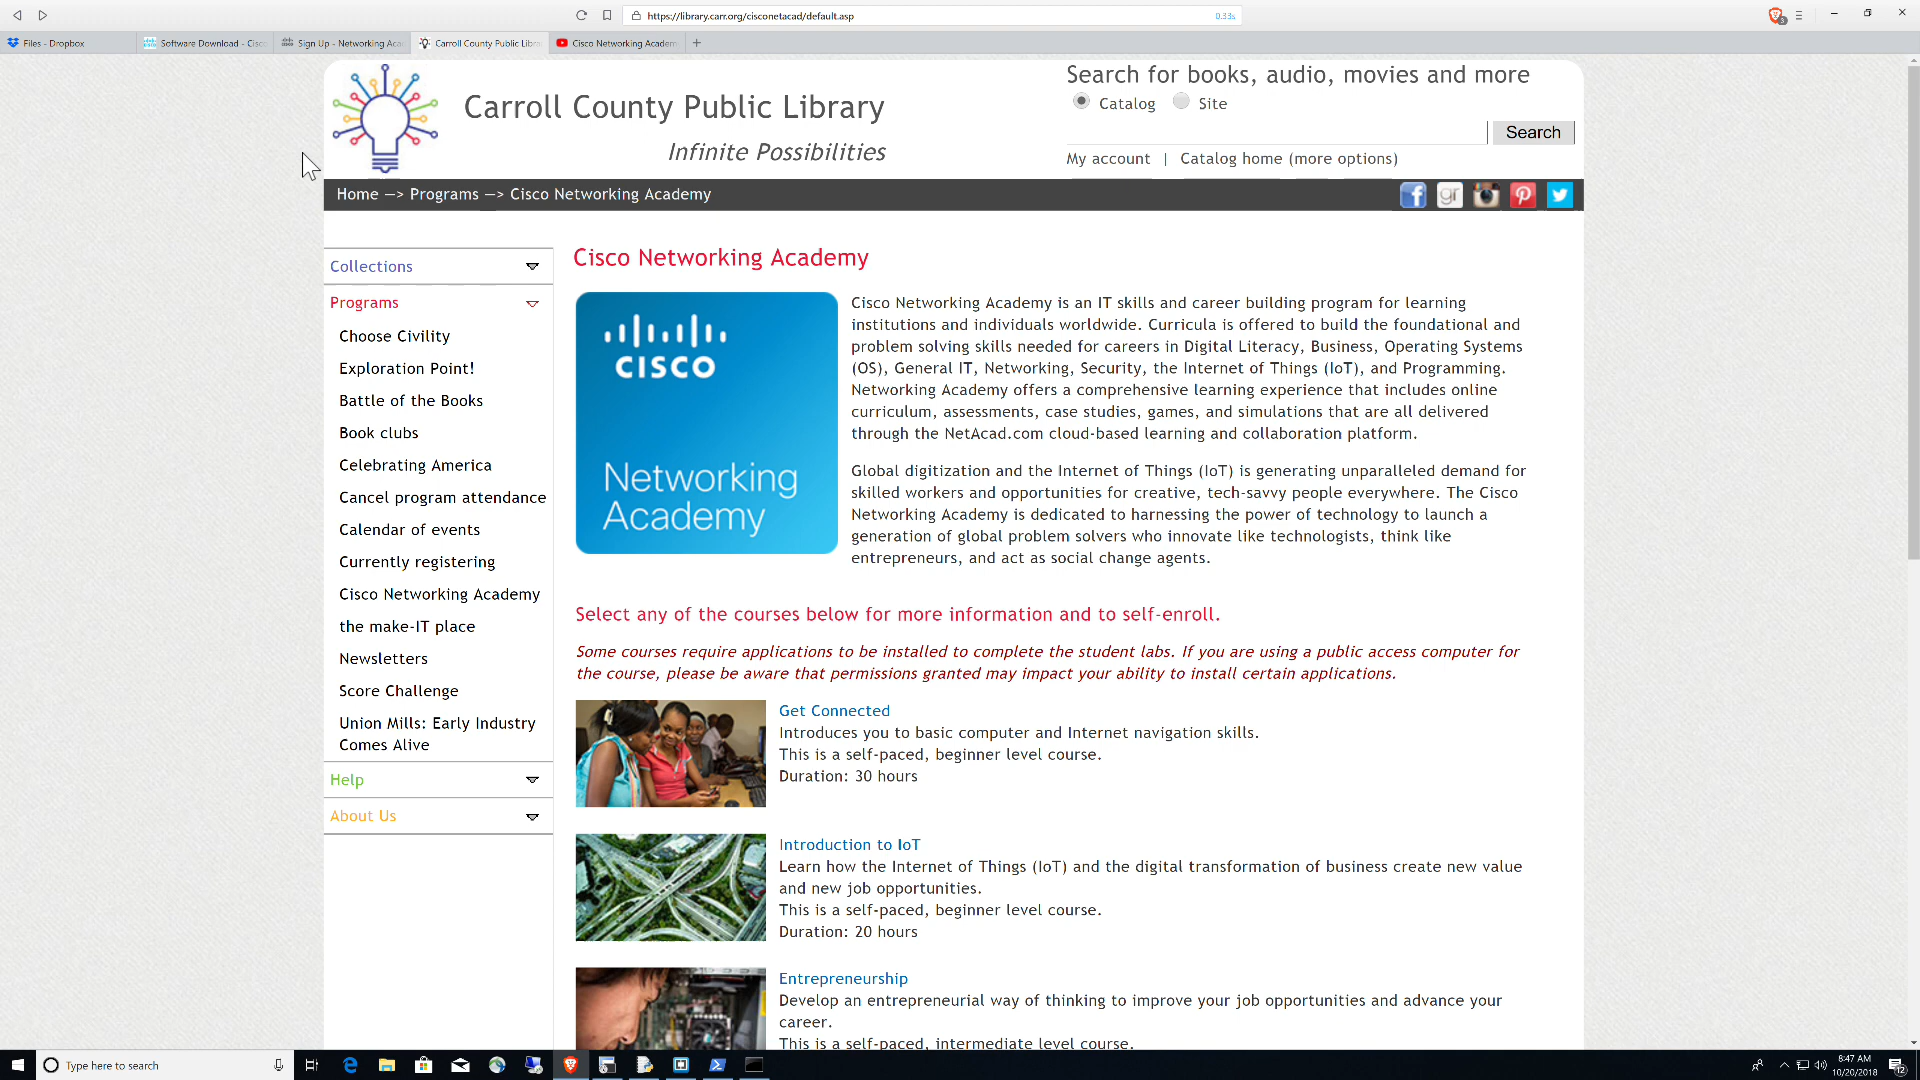 https://library.carr.org/cisconetacad/default.asp
0.33s
3
Files - Dropbox
Software Download - Cisc
Sign Up - Networking Aca
Carroll County Public Libra
Cisco Networking Academ
Carroll County Public Library
Infinite Possibilities
Search for books, audio, movies and more
Catalog Site
Search
My account | Catalog home (more options)
Home —> Programs —> Cisco Networking Academy
gr
Collections
Programs
Choose Civility
Exploration Point!
Battle of the Books
Book clubs
Celebrating America
Cancel program attendance
Calendar of events
Currently registering
Cisco Networking Academy
the make-IT place
Newsletters
Score Challenge
Union Mills: Early Industry
Comes Alive
Help
About Us
Cisco Networking Academy
CISCO
Networking
Academy
Cisco Networking Academy is an IT skills and career building program for learning
institutions and individuals worldwide. Curricula is offered to build the foundational and
problem solving skills needed for careers in Digital Literacy, Business, Operating Systems
(OS), General IT, Networking, Security, the Internet of Things (IoT), and Programming.
Networking Academy offers a comprehensive learning experience that includes online
curriculum, assessments, case studies, games, and simulations that are all delivered
through the NetAcad.com cloud-based learning and collaboration platform.
Global digitization and the Internet of Things (IoT) is generating unparalleled demand for
skilled workers and opportunities for creative, tech-savvy people everywhere. The Cisco
Networking Academy is dedicated to harnessing the power of technology to launch a
generation of global problem solvers who innovate like technologists, think like
entrepreneurs, and act as social change agents.
Select any of the courses below for more information and to self-enroll.
Some courses require applications to be installed to complete the student labs. If you are using a public access computer for
the course, please be aware that permissions granted may impact your ability to install certain applications.
Get Connected
Introduces you to basic computer and Internet navigation skills.
This is a self-paced, beginner level course.
Duration: 30 hours
Introduction to IoT
Learn how the Internet of Things (IoT) and the digital transformation of business create new value
and new job opportunities.
This is a self-paced, beginner level course.
Duration: 20 hours
Entrepreneurship
Develop an entrepreneurial way of thinking to improve your job opportunities and advance your
career.
This is a self-paced, intermediate level course.
Type here to search
8:47 AM
10/20/2018
12